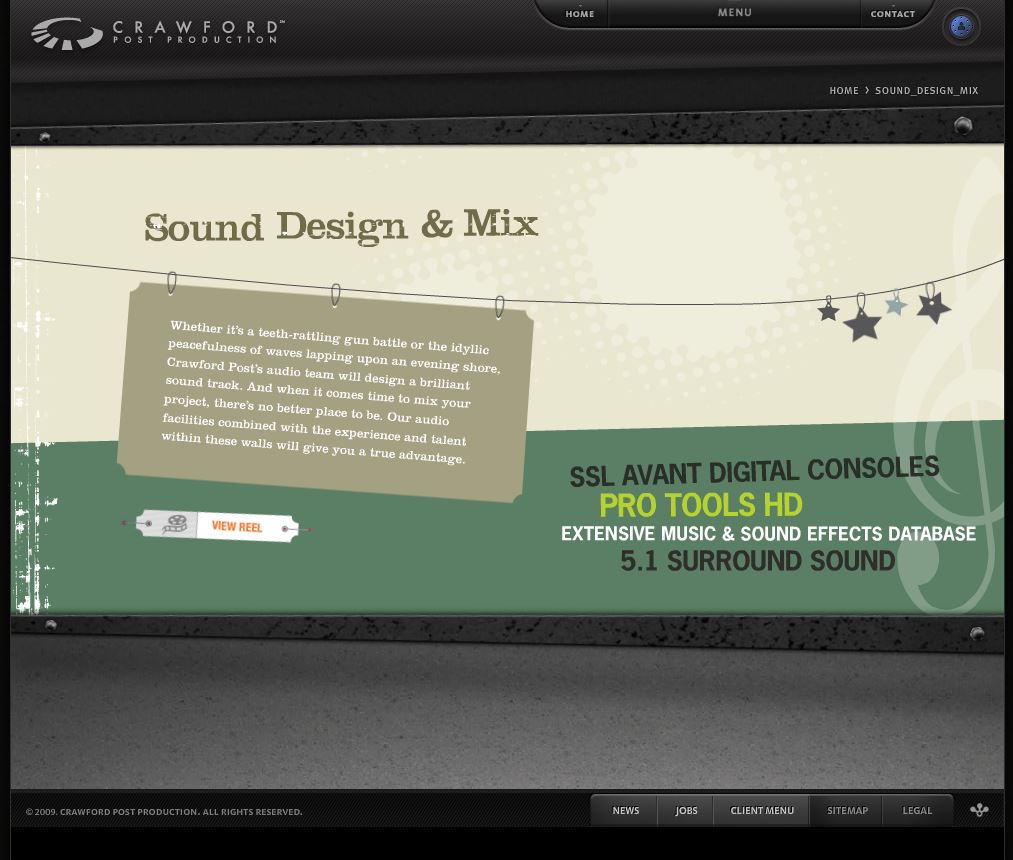 CRAWFORD™
POST PRODUCTION
HOME
MENU
CONTACT
HOME > SOUND_DESIGN_MIX
Sound Design & Mix
Whether it's a teeth-rattling gun battle or the idyllic
peacefulness of waves lapping upon an evening shore,
Crawford Post's audio team will design a brilliant
sound track. And when it comes time to mix your
project, there's no better place to be. Our audio
facilities combined with the experience and talent
within these walls will give you a true advantage.
VIEW REEL
SSL AVANT DIGITAL CONSOLES
PRO TOOLS HD
EXTENSIVE MUSIC & SOUND EFFECTS DATABASE
5.1 SURROUND SOUND
© 2009. CRAWFORD POST PRODUCTION. ALL RIGHTS RESERVED.
NEWS
JOBS
CLIENT MENU
SITEMAP
LEGAL